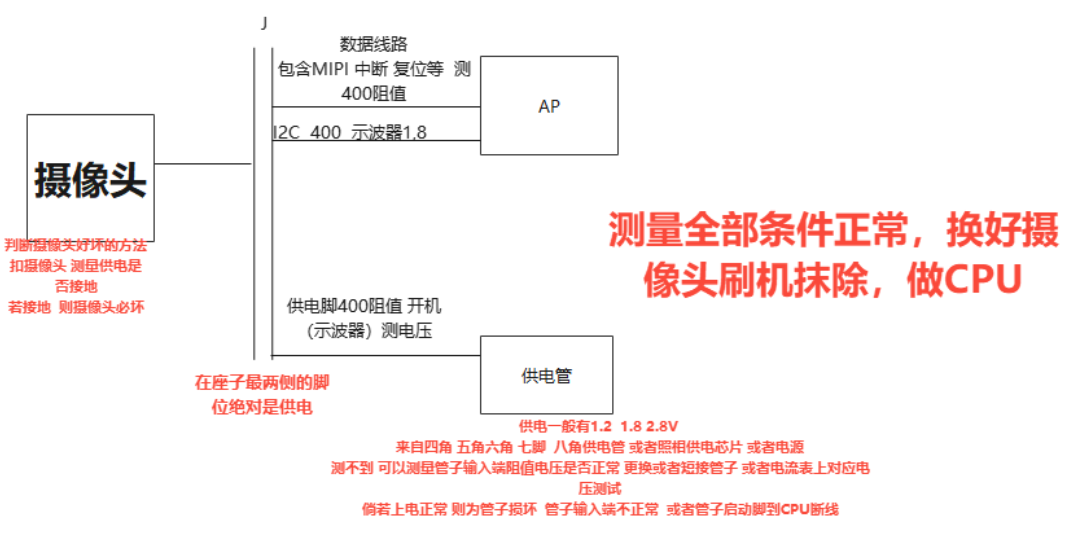 J
数据线路
包含MIPI 中断 复位等 测
400阻值
AP
I2C 400 示波器1.8
摄像头
判断摄像头好坏的方法
扣摄像头 测量供电是
否接地
若接地 则摄像头必坏
测量全部条件正常，换好摄
像头刷机抹除，做CPU
供电脚400阻值 开机
（示波器）测电压
供电管
在座子最两侧的脚
位绝对是供电
供电一般有1.2 1.8 2.8V
来自四角 五角六角 七脚 八角供电管 或者照相供电芯片 或者电源
测不到 可以测量管子输入端阻值电压是否正常 更换或者短接管子 或者电流表上对应电
压测试
倘若上电正常 则为管子损坏 管子输入端不正常 或者管子启动脚到CPU断线